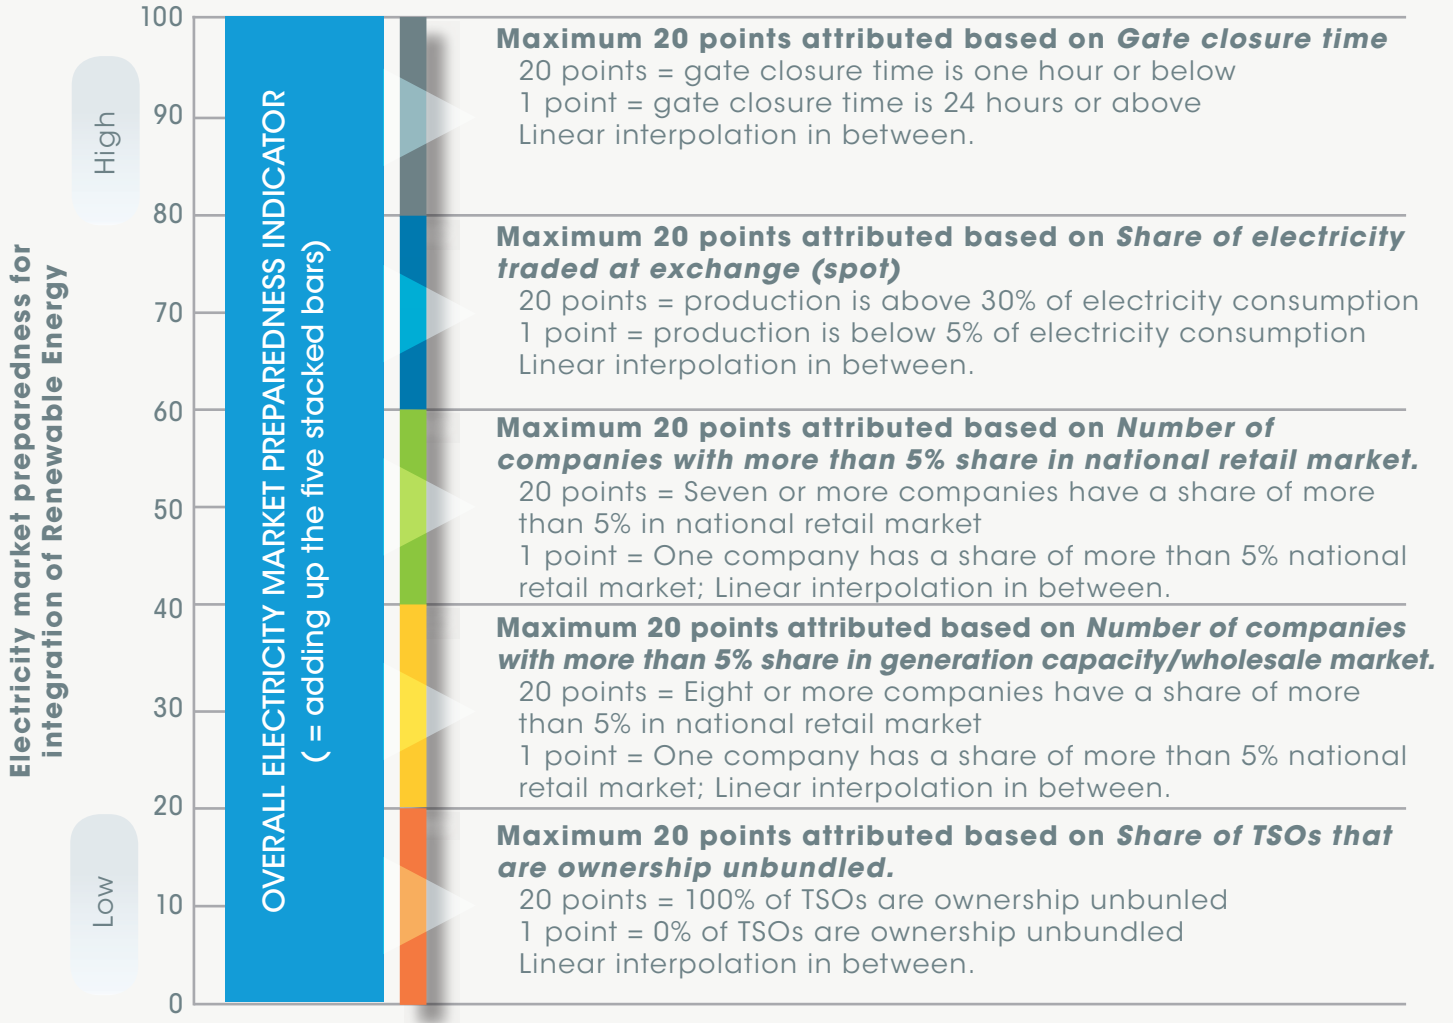 Electricity market preparedness for
integration of Renewable Energy
High
Low
100
90
80
70
60
50
40
30
20
10
0
OVERALL ELECTRICITY MARKET PREPAREDNESS INDICATOR
( = adding up the five stacked bars)
Maximum 20 points attributed based on Gate closure time
20 points = gate closure time is one hour or below
1 point = gate closure time is 24 hours or above
Linear interpolation in between.
Maximum 20 points attributed based on Share of electricity
traded at exchange (spot)
20 points = production is above 30% of electricity consumption
1 point = production is below 5% of electricity consumption
Linear interpolation in between.
Maximum 20 points attributed based on Number of
companies with more than 5% share in national retail market.
20 points = Seven or more companies have a share of more
than 5% in national retail market
1 point = One company has a share of more than 5% national
retail market; Linear interpolation in between.
Maximum 20 points attributed based on Number of companies
with more than 5% share in generation capacity/wholesale market.
20 points = Eight or more companies have a share of more
than 5% in national retail market
1 point = One company has a share of more than 5% national
retail market; Linear interpolation in between.
Maximum 20 points attributed based on Share of TSOs that
are ownership unbundled.
20 points = 100% of TSOs are ownership unbunled
1 point = 0% of TSOs are ownership unbundled
Linear interpolation in between.